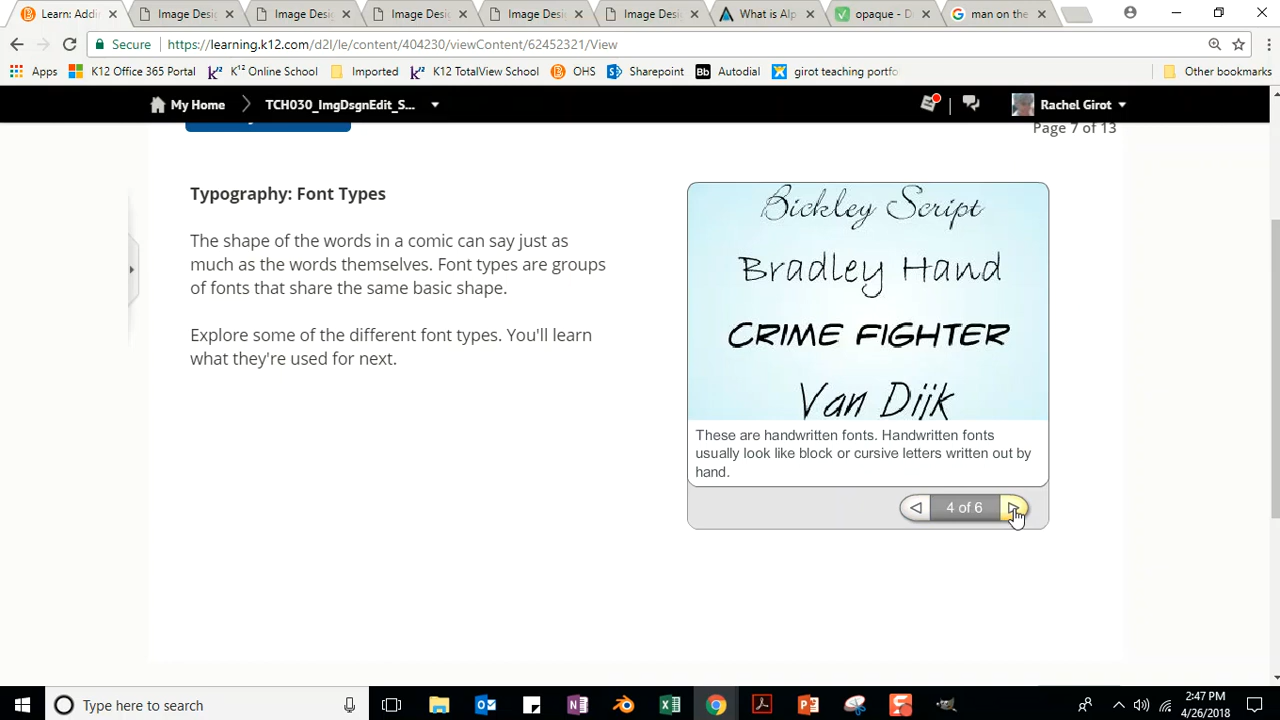 Learn: Addi
Image Desi
Image Desi
Image Desi
Image Desi
Image Desi
What is Alp
opaque - D
man on the
Secure
https://learning.k12.com/d2l/le/content/404230/viewContent/62452321/View
Apps
K12 Office 365 Portal
K¹² Online School
Imported
K12 TotalView School
OHS
Sharepoint
Bb Autodial
girot teaching portfo
Other bookmarks
My Home
TCH030_ImgDsgnEdit_S...
Rachel Girot
Page 7 of 13
Typography: Font Types
The shape of the words in a comic can say just as
much as the words themselves. Font types are groups
of fonts that share the same basic shape.
Explore some of the different font types. You'll learn
what they're used for next.
Bickley Script
Bradley Hand
CRIME FIGHTER
Van Dijk
These are handwritten fonts. Handwritten fonts
usually look like block or cursive letters written out by
hand.
4 of 6
Type here to search
2:47 PM
4/26/2018